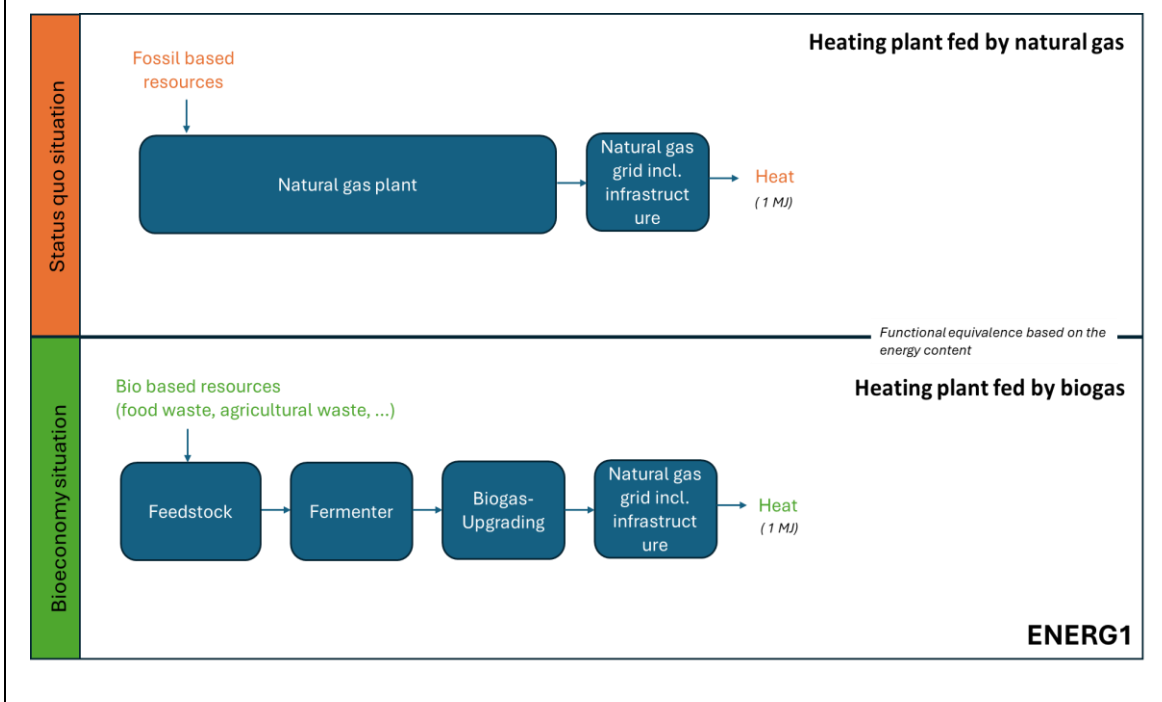 Status quo situation
Heating plant fed by natural gas
Fossil based
resources
Natural gas plant
Natural gas
grid incl.
infrastruct
ure
Heat
(1 MJ)
Functional equivalence based on the
energy content
Bioeconomy situation
Heating plant fed by biogas
Bio based resources
(food waste, agricultural waste, ...)
Feedstock
Fermenter
Biogas-
Upgrading
Natural gas
grid incl.
infrastruct
ure
Heat
(1 MJ)
ENERG1